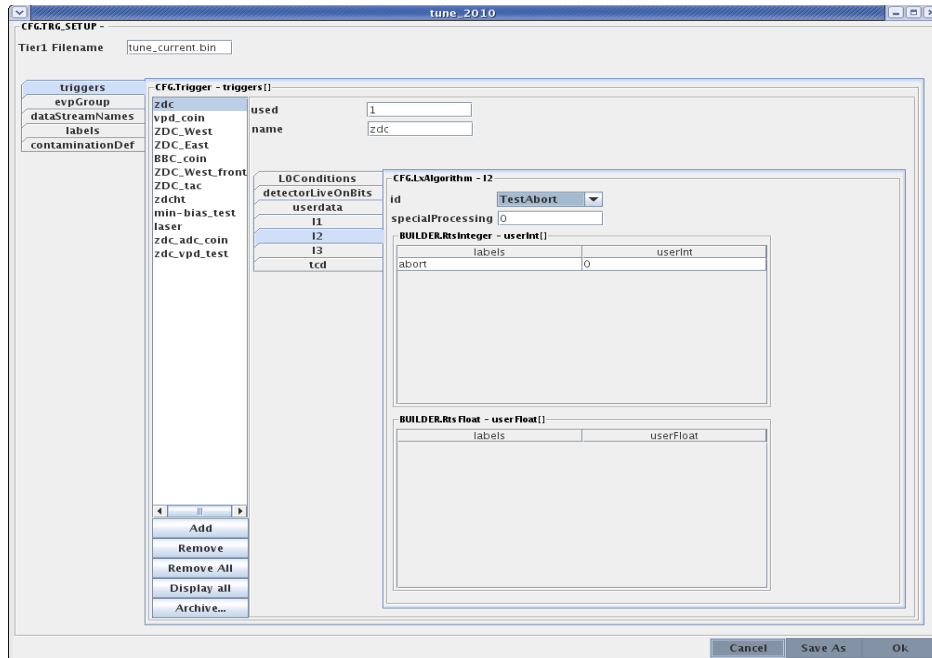 tune_2010
CFG.TRG_SETUP -
Tier1 Filename tune_current.bin
triggers
evpGroup
dataStreamNames
labels
contaminationDef
CFG.Trigger - triggers[]
zdc
vpd_coin
ZDC_West
ZDC_East
BBC_coin
ZDC_West_front
ZDC_tac
zdcht
min-bias_test
laser
zdc_adc_coin
zdc_vpd_test
Add
Remove
Remove All
Display all
Archive...
used 1
name zdc
L0Conditions
detectorLiveOnBits
userdata
l1
l2
l3
tcd
CFG.LxAlgorithm - l2
id TestAbort
specialProcessing 0
BUILDER.RtsInteger - userInt[]
labels userInt
abort 0
BUILDER.RtsFloat - userFloat[]
labels userFloat
Cancel Save As Ok